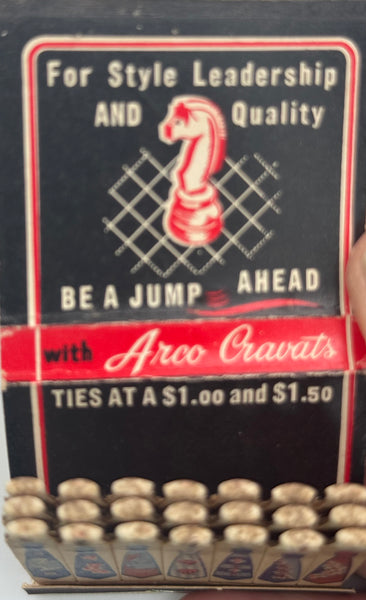 For Style Leadership
AND Quality
BE A JUMP AHEAD
with Arco Cravats
TIES AT A $1.00 and $1.50